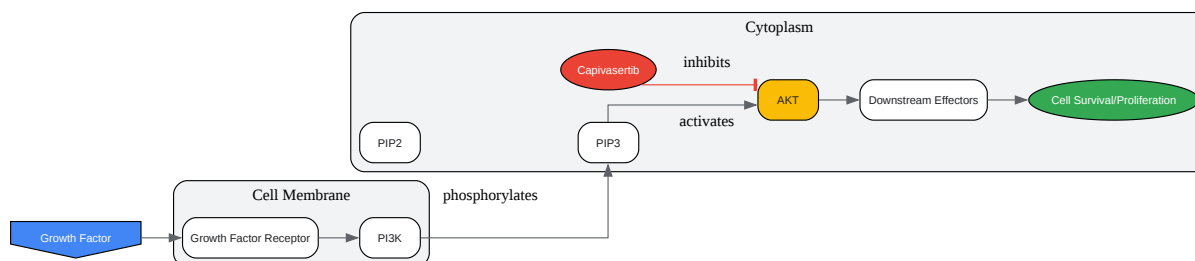 Cytoplasm
Capivasertib
inhibits
AKT
Downstream Effectors
Cell Survival/Proliferation
activates
PIP2
PIP3
Cell Membrane
phosphorylates
Growth Factor
Growth Factor Receptor
PI3K